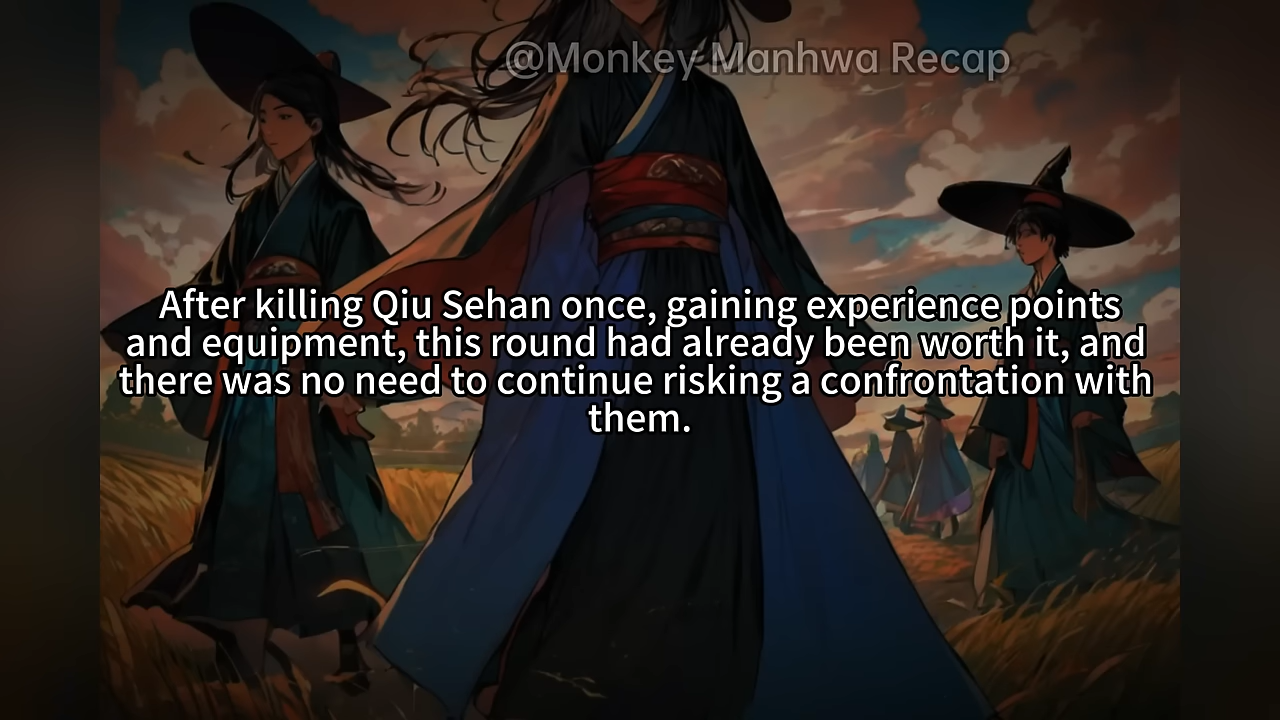 @Monkey Manhwa Recap
After killing Qiu Sehan once, gaining experience points
and equipment, this round had already been worth it, and
there was no need to continue risking a confrontation with
them.